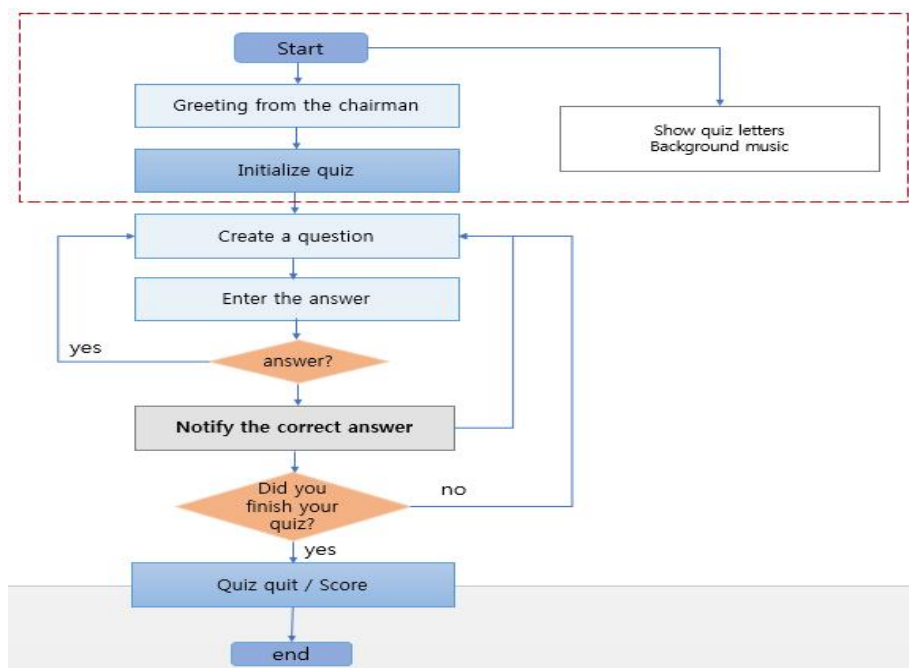 Start
Greeting from the chairman
Show quiz letters
Background music
Initialize quiz
Create a question
Enter the answer
yes
answer?
Notify the correct answer
Did you
finish your
quiz?
no
yes
Quiz quit / Score
end